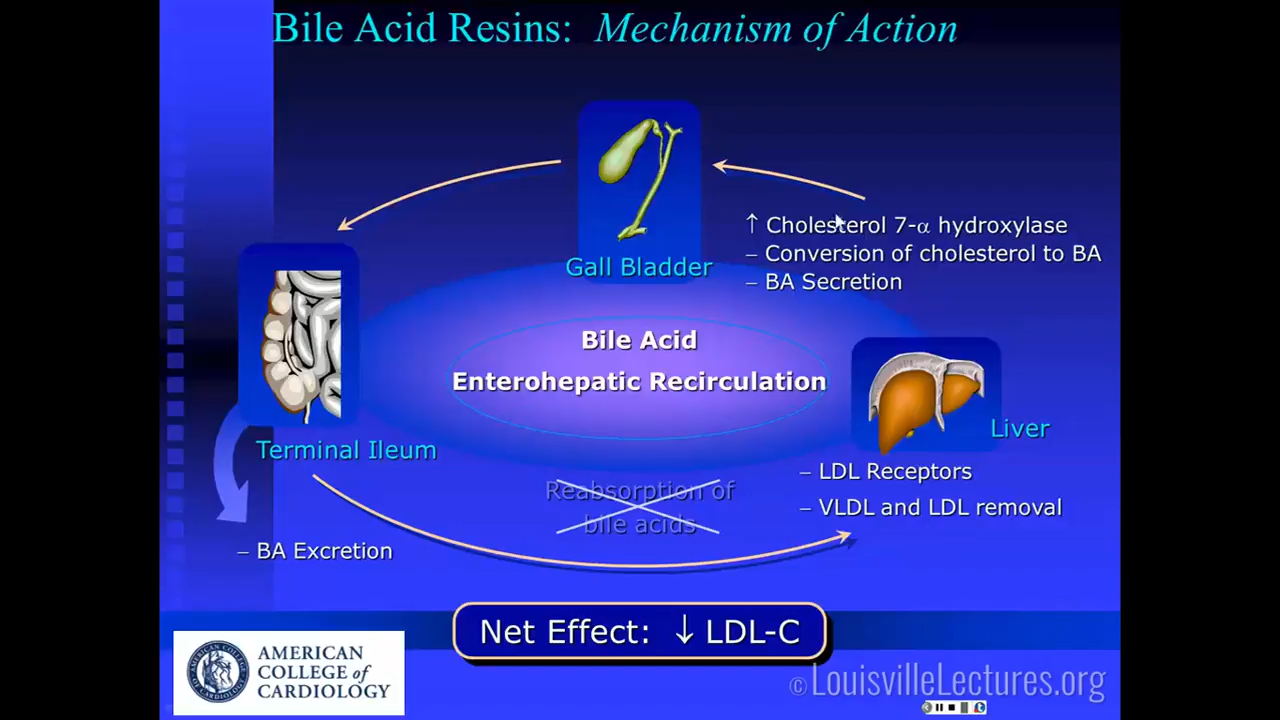 Bile Acid Resins: Mechanism of Action
↑ Cholesterol 7-α hydroxylase
– Conversion of cholesterol to BA
– BA Secretion
Gall Bladder
Bile Acid
Enterohepatic Recirculation
Liver
Terminal Ileum
– LDL Receptors
– VLDL and LDL removal
Reabsorption of
bile acids
– BA Excretion
Net Effect: ↓ LDL-C
AMERICAN
COLLEGE of
CARDIOLOGY
© LouisvilleLectures.org